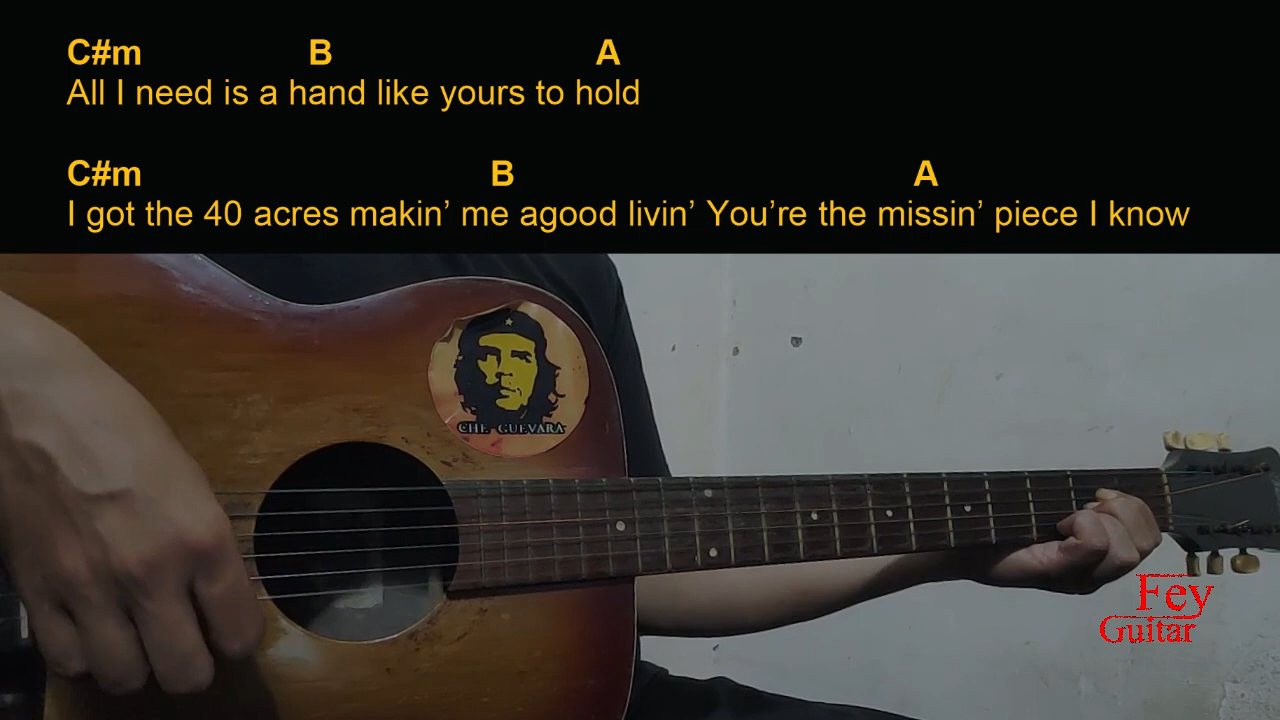 C#m B A
All I need is a hand like yours to hold
C#m B A
I got the 40 acres makin’ me agood livin’ You’re the missin’ piece I know
CHE GUEVARA
Fey
Guitar